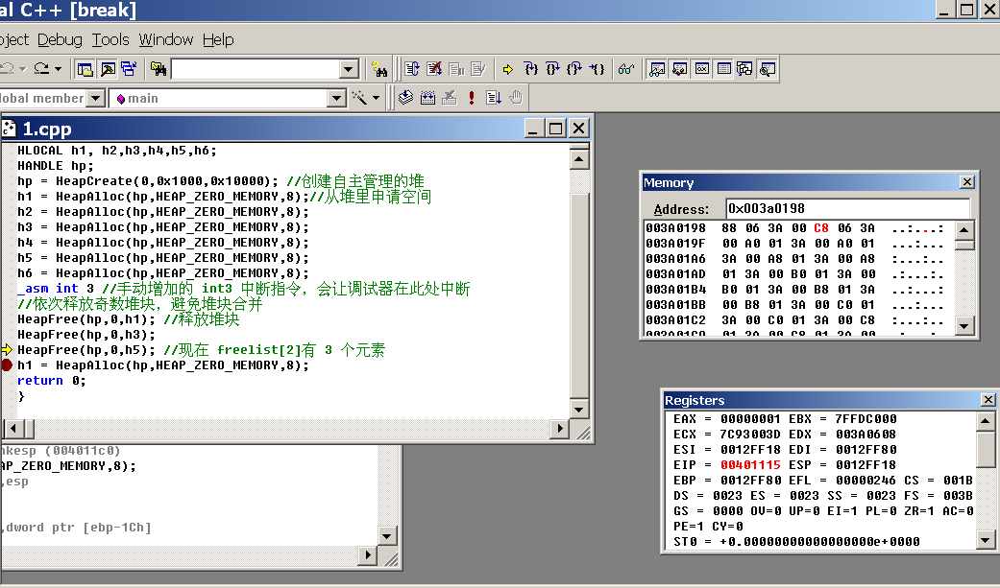 al C++ [break]
oject Debug Tools Window Help
lobal member main
1.cpp
HLOCAL h1, h2,h3,h4,h5,h6;
HANDLE hp;
hp = HeapCreate(0,0x1000,0x10000); //创建自主管理的堆
h1 = HeapAlloc(hp,HEAP_ZERO_MEMORY,8);//从堆里申请空间
h2 = HeapAlloc(hp,HEAP_ZERO_MEMORY,8);
h3 = HeapAlloc(hp,HEAP_ZERO_MEMORY,8);
h4 = HeapAlloc(hp,HEAP_ZERO_MEMORY,8);
h5 = HeapAlloc(hp,HEAP_ZERO_MEMORY,8);
h6 = HeapAlloc(hp,HEAP_ZERO_MEMORY,8);
_asm int 3 //手动增加的 int3 中断指令，会让调试器在此处中断
//依次释放奇数堆块，避免堆块合并
HeapFree(hp,0,h1); //释放堆块
HeapFree(hp,0,h3);
HeapFree(hp,0,h5); //现在 freelist[2]有 3 个元素
h1 = HeapAlloc(hp,HEAP_ZERO_MEMORY,8);
return 0;
}
nkesp (004011c0)
AP_ZERO_MEMORY,8);
,esp
,dword ptr [ebp-1Ch]
Memory
Address: 0x003a0198
003A0198 88 06 3A 00 C8 06 3A ..:...:
003A019F 00 A0 01 3A 00 A0 01 ...:...
003A01A6 3A 00 A8 01 3A 00 A8 :...:..
003A01AD 01 3A 00 B0 01 3A 00 .:...:.
003A01B4 B0 01 3A 00 B8 01 3A ..:...:
003A01BB 00 B8 01 3A 00 C0 01 ...:...
003A01C2 3A 00 C0 01 3A 00 C8 :...:..
003A01C9 01 3A 00 C8 01 3A 00
Registers
EAX = 00000001 EBX = 7FFDC000
ECX = 7C93003D EDX = 003A0608
ESI = 0012FF18 EDI = 0012FF80
EIP = 00401115 ESP = 0012FF18
EBP = 0012FF80 EFL = 00000246 CS = 001B
DS = 0023 ES = 0023 SS = 0023 FS = 003B
GS = 0000 OV=0 UP=0 EI=1 PL=0 ZR=1 AC=0
PE=1 CY=0
ST0 = +0.00000000000000000e+0000